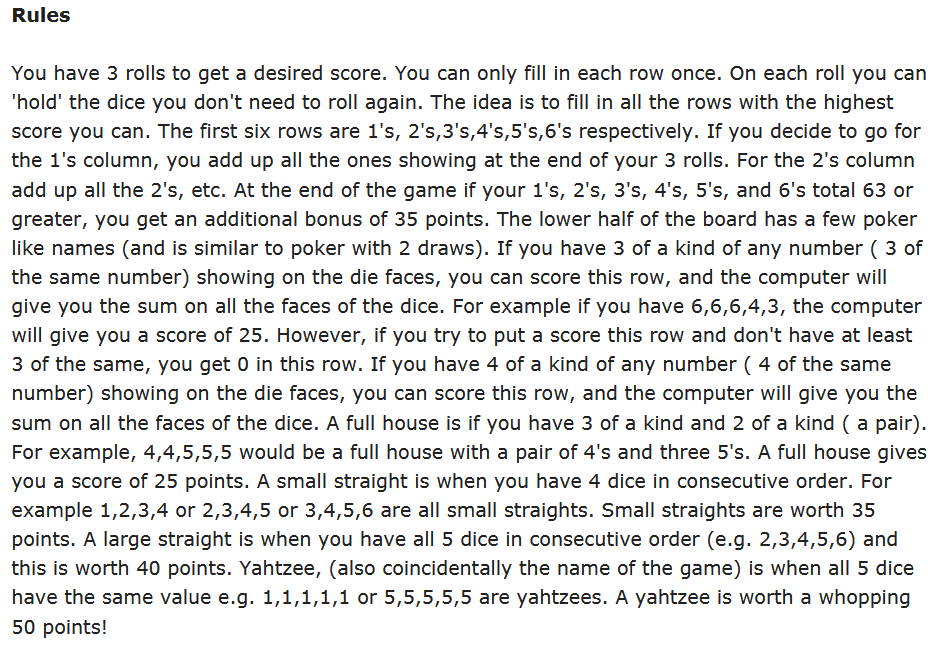 Rules
You have 3 rolls to get a desired score. You can only fill in each row once. On each roll you can
'hold' the dice you don't need to roll again. The idea is to fill in all the rows with the highest
score you can. The first six rows are 1's, 2's,3's,4's,5's,6's respectively. If you decide to go for
the 1's column, you add up all the ones showing at the end of your 3 rolls. For the 2's column
add up all the 2's, etc. At the end of the game if your 1's, 2's, 3's, 4's, 5's, and 6's total 63 or
greater, you get an additional bonus of 35 points. The lower half of the board has a few poker
like names (and is similar to poker with 2 draws). If you have 3 of a kind of any number ( 3 of
the same number) showing on the die faces, you can score this row, and the computer will
give you the sum on all the faces of the dice. For example if you have 6,6,6,4,3, the computer
will give you a score of 25. However, if you try to put a score this row and don't have at least
3 of the same, you get 0 in this row. If you have 4 of a kind of any number ( 4 of the same
number) showing on the die faces, you can score this row, and the computer will give you the
sum on all the faces of the dice. A full house is if you have 3 of a kind and 2 of a kind ( a pair).
For example, 4,4,5,5,5 would be a full house with a pair of 4's and three 5's. A full house gives
you a score of 25 points. A small straight is when you have 4 dice in consecutive order. For
example 1,2,3,4 or 2,3,4,5 or 3,4,5,6 are all small straights. Small straights are worth 35
points. A large straight is when you have all 5 dice in consecutive order (e.g. 2,3,4,5,6) and
this is worth 40 points. Yahtzee, (also coincidentally the name of the game) is when all 5 dice
have the same value e.g. 1,1,1,1,1 or 5,5,5,5,5 are yahtzees. A yahtzee is worth a whopping
50 points!